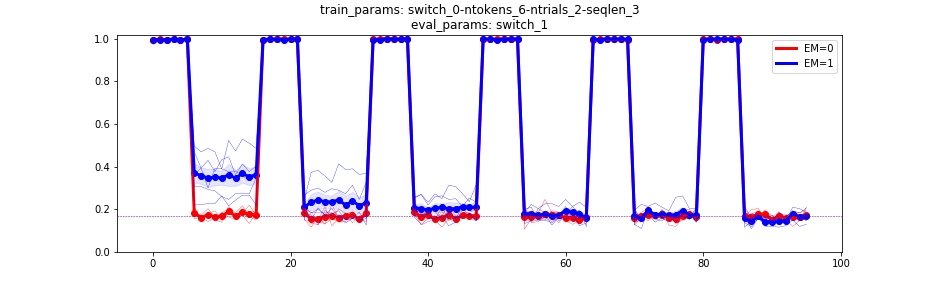 train_params: switch_0-ntokens_6-ntrials_2-seqlen_3
eval_params: switch_1
1.0
EM=0
EM=1
0.8
0.6
0.4
0.2
0.0
0 20 40 60 80 100